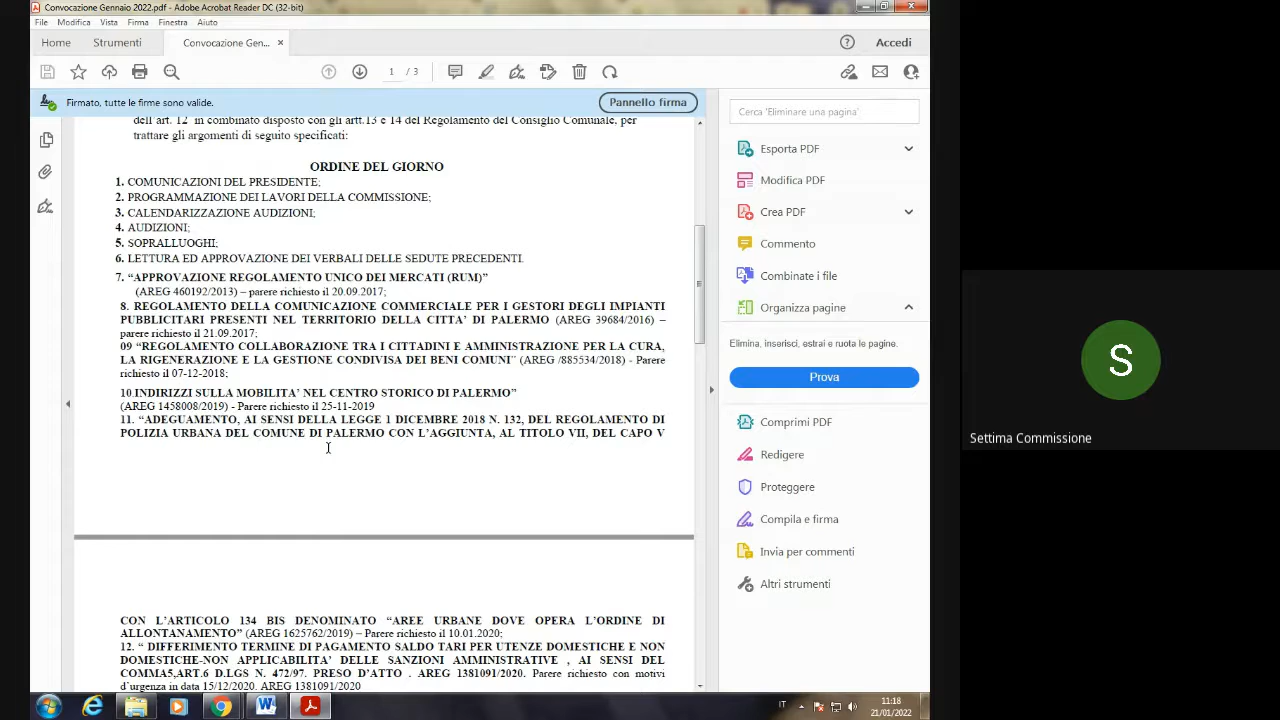 Convocazione Gennaio 2022.pdf - Adobe Acrobat Reader DC (32-bit)
File Modifica Vista Firma Finestra Aiuto
Home Strumenti Convocazione Gen... × Accedi
1 / 3
Firmato, tutte le firme sono valide. Pannello firma
dell'art. 12 in combinato disposto con gli artt.13 e 14 del Regolamento del Consiglio Comunale, per
trattare gli argomenti di seguito specificati:
ORDINE DEL GIORNO
1. COMUNICAZIONI DEL PRESIDENTE;
2. PROGRAMMAZIONE DEI LAVORI DELLA COMMISSIONE;
3. CALENDARIZZAZIONE AUDIZIONI;
4. AUDIZIONI;
5. SOPRALLUOGHI;
6. LETTURA ED APPROVAZIONE DEI VERBALI DELLE SEDUTE PRECEDENTI.
7. “APPROVAZIONE REGOLAMENTO UNICO DEI MERCATI (RUM)”
(AREG 460192/2013) – parere richiesto il 20.09.2017;
8. REGOLAMENTO DELLA COMUNICAZIONE COMMERCIALE PER I GESTORI DEGLI IMPIANTI
PUBBLICITARI PRESENTI NEL TERRITORIO DELLA CITTA’ DI PALERMO (AREG 39684/2016) –
parere richiesto il 21.09.2017;
09 “REGOLAMENTO COLLABORAZIONE TRA I CITTADINI E AMMINISTRAZIONE PER LA CURA,
LA RIGENERAZIONE E LA GESTIONE CONDIVISA DEI BENI COMUNI” (AREG /885534/2018) - Parere
richiesto il 07-12-2018;
10 INDIRIZZI SULLA MOBILITA’ NEL CENTRO STORICO DI PALERMO”
(AREG 1458008/2019) - Parere richiesto il 25-11-2019
11. “ADEGUAMENTO, AI SENSI DELLA LEGGE 1 DICEMBRE 2018 N. 132, DEL REGOLAMENTO DI
POLIZIA URBANA DEL COMUNE DI PALERMO CON L’AGGIUNTA, AL TITOLO VII, DEL CAPO V
CON L’ARTICOLO 134 BIS DENOMINATO “AREE URBANE DOVE OPERA L’ORDINE DI
ALLONTANAMENTO” (AREG 1625762/2019) – Parere richiesto il 10.01.2020;
12. “ DIFFERIMENTO TERMINE DI PAGAMENTO SALDO TARI PER UTENZE DOMESTICHE E NON
DOMESTICHE-NON APPLICABILITA’ DELLE SANZIONI AMMINISTRATIVE , AI SENSI DEL
COMMA5,ART.6 D.LGS N. 472/97. PRESO D’ATTO . AREG 1381091/2020. Parere richiesto con motivi
d’urgenza in data 15/12/2020. AREG 1381091/2020
Cerca 'Eliminare una pagina'
Esporta PDF
Modifica PDF
Crea PDF
Commento
Combinate i file
Organizza pagine
Elimina, inserisci, estrai e ruota le pagine.
Prova
Comprimi PDF
Redigere
Proteggere
Compila e firma
Invia per commenti
Altri strumenti
S
Settima Commissione
IT 11:18
21/01/2022